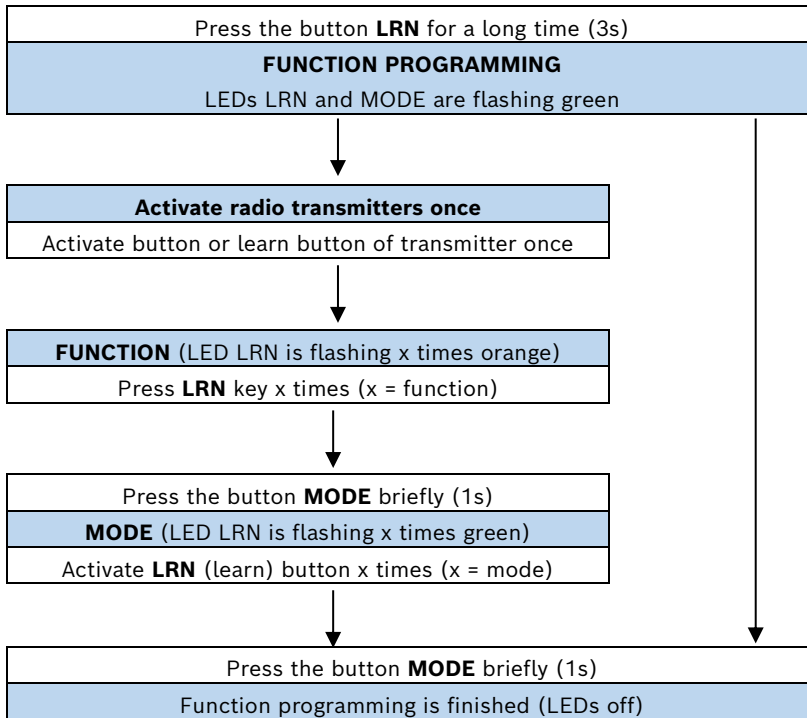 Press the button LRN for a long time (3s)
FUNCTION PROGRAMMING
LEDs LRN and MODE are flashing green
Activate radio transmitters once
Activate button or learn button of transmitter once
FUNCTION (LED LRN is flashing x times orange)
Press LRN key x times (x = function)
Press the button MODE briefly (1s)
MODE (LED LRN is flashing x times green)
Activate LRN (learn) button x times (x = mode)
Press the button MODE briefly (1s)
Function programming is finished (LEDs off)